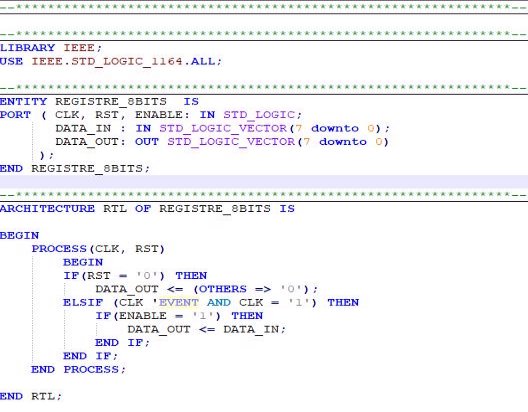 --****************************************************************--
--****************************************************************--
LIBRARY IEEE;
USE IEEE.STD_LOGIC_1164.ALL;
--****************************************************************--
ENTITY REGISTRE_8BITS  IS
PORT ( CLK, RST, ENABLE: IN STD_LOGIC;
       DATA_IN : IN STD_LOGIC_VECTOR(7 downto 0);
       DATA_OUT: OUT STD_LOGIC_VECTOR(7 downto 0)
     );
END REGISTRE_8BITS;
--****************************************************************--
ARCHITECTURE RTL OF REGISTRE_8BITS IS
BEGIN
    PROCESS(CLK, RST)
        BEGIN
        IF(RST = '0') THEN
            DATA_OUT <= (OTHERS => '0');
        ELSIF (CLK 'EVENT AND CLK = '1') THEN
            IF(ENABLE = '1') THEN
                DATA_OUT <= DATA_IN;
            END IF;
        END IF;
    END PROCESS;
END RTL;